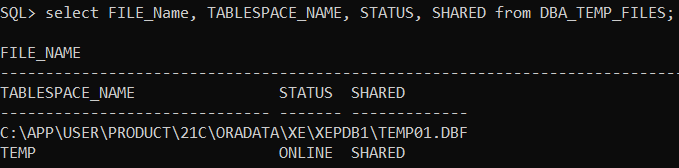 SQL> select FILE_Name, TABLESPACE_NAME, STATUS, SHARED from DBA_TEMP_FILES;
FILE_NAME
--------------------------------------------------------------------------------
TABLESPACE_NAME                STATUS  SHARED
------------------------------ ------- -------------
C:\APP\USER\PRODUCT\21C\ORADATA\XE\XEPDB1\TEMP01.DBF
TEMP                           ONLINE  SHARED